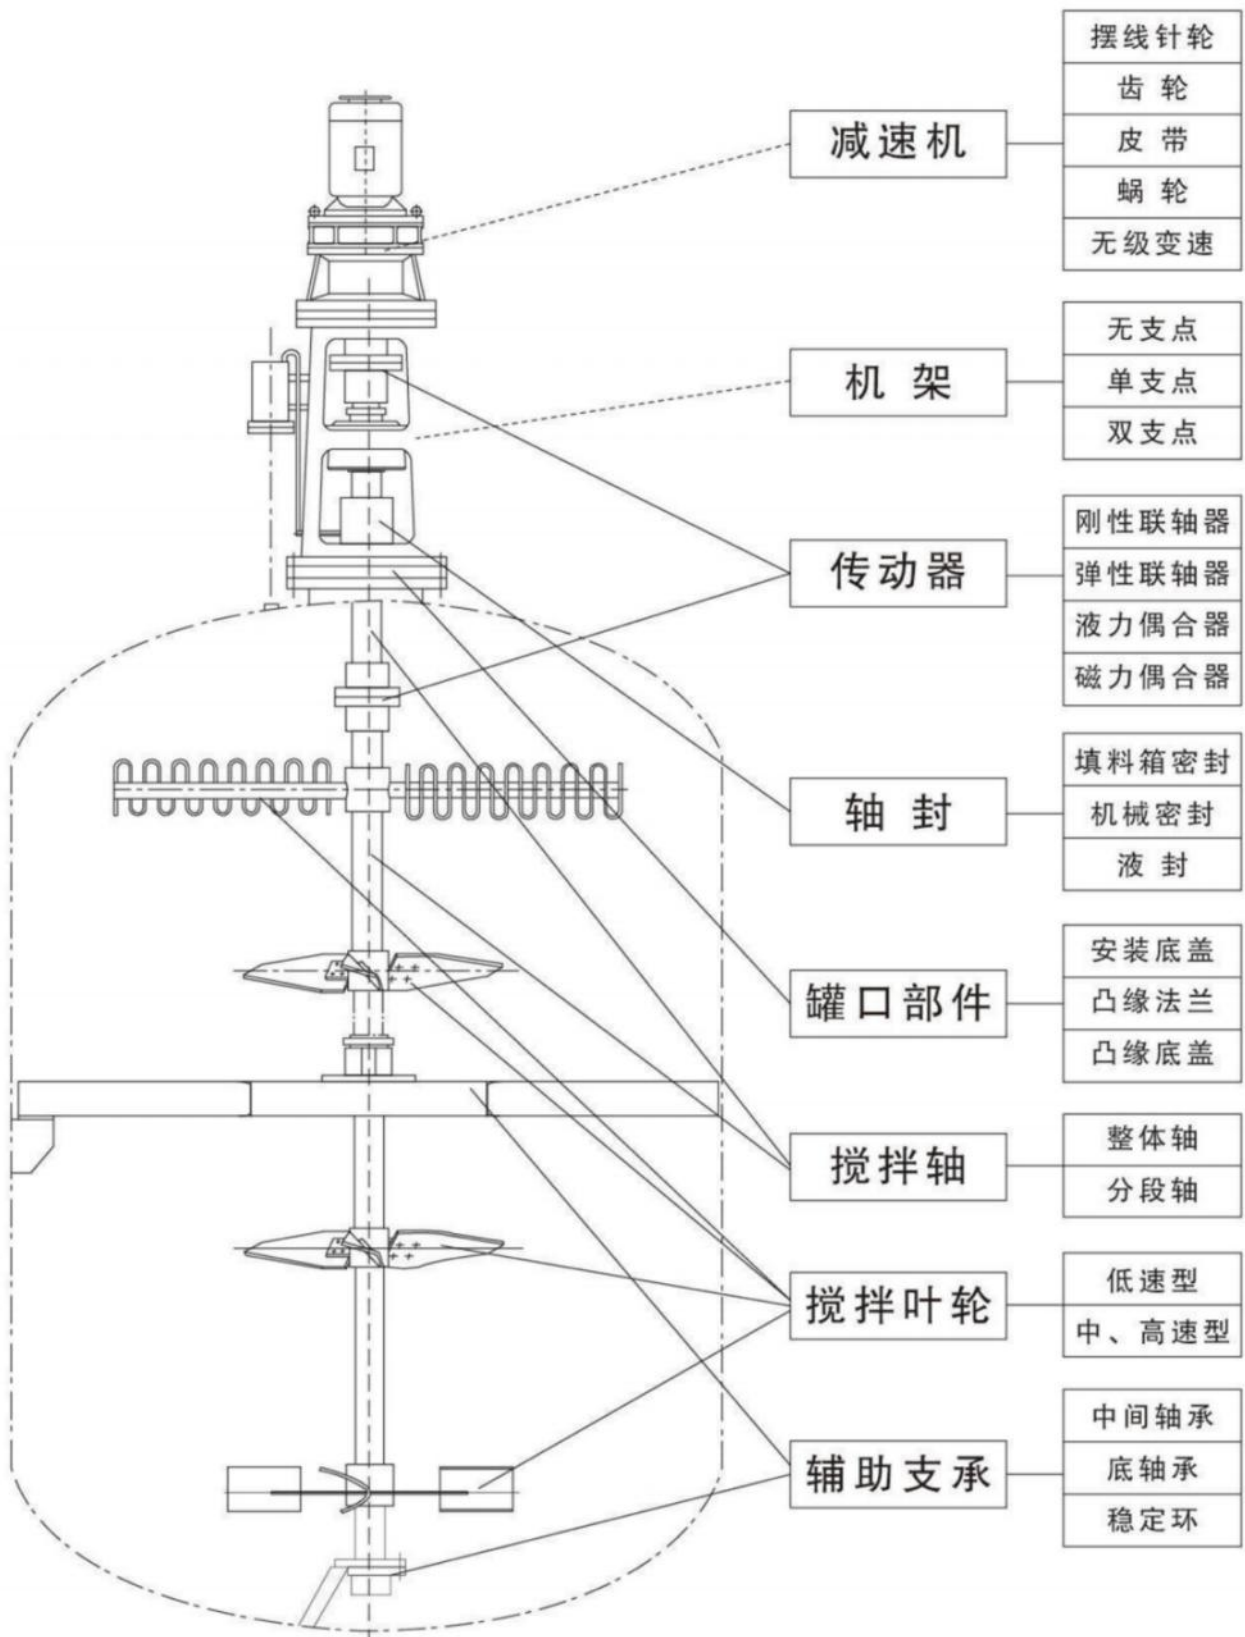 减速机
摆线针轮
齿 轮
皮 带
蜗 轮
无级变速
机 架
无支点
单支点
双支点
传动器
刚性联轴器
弹性联轴器
液力偶合器
磁力偶合器
轴 封
填料箱密封
机械密封
液 封
罐口部件
安装底盖
凸缘法兰
凸缘底盖
搅拌轴
整体轴
分段轴
搅拌叶轮
低速型
中、高速型
辅助支承
中间轴承
底轴承
稳定环